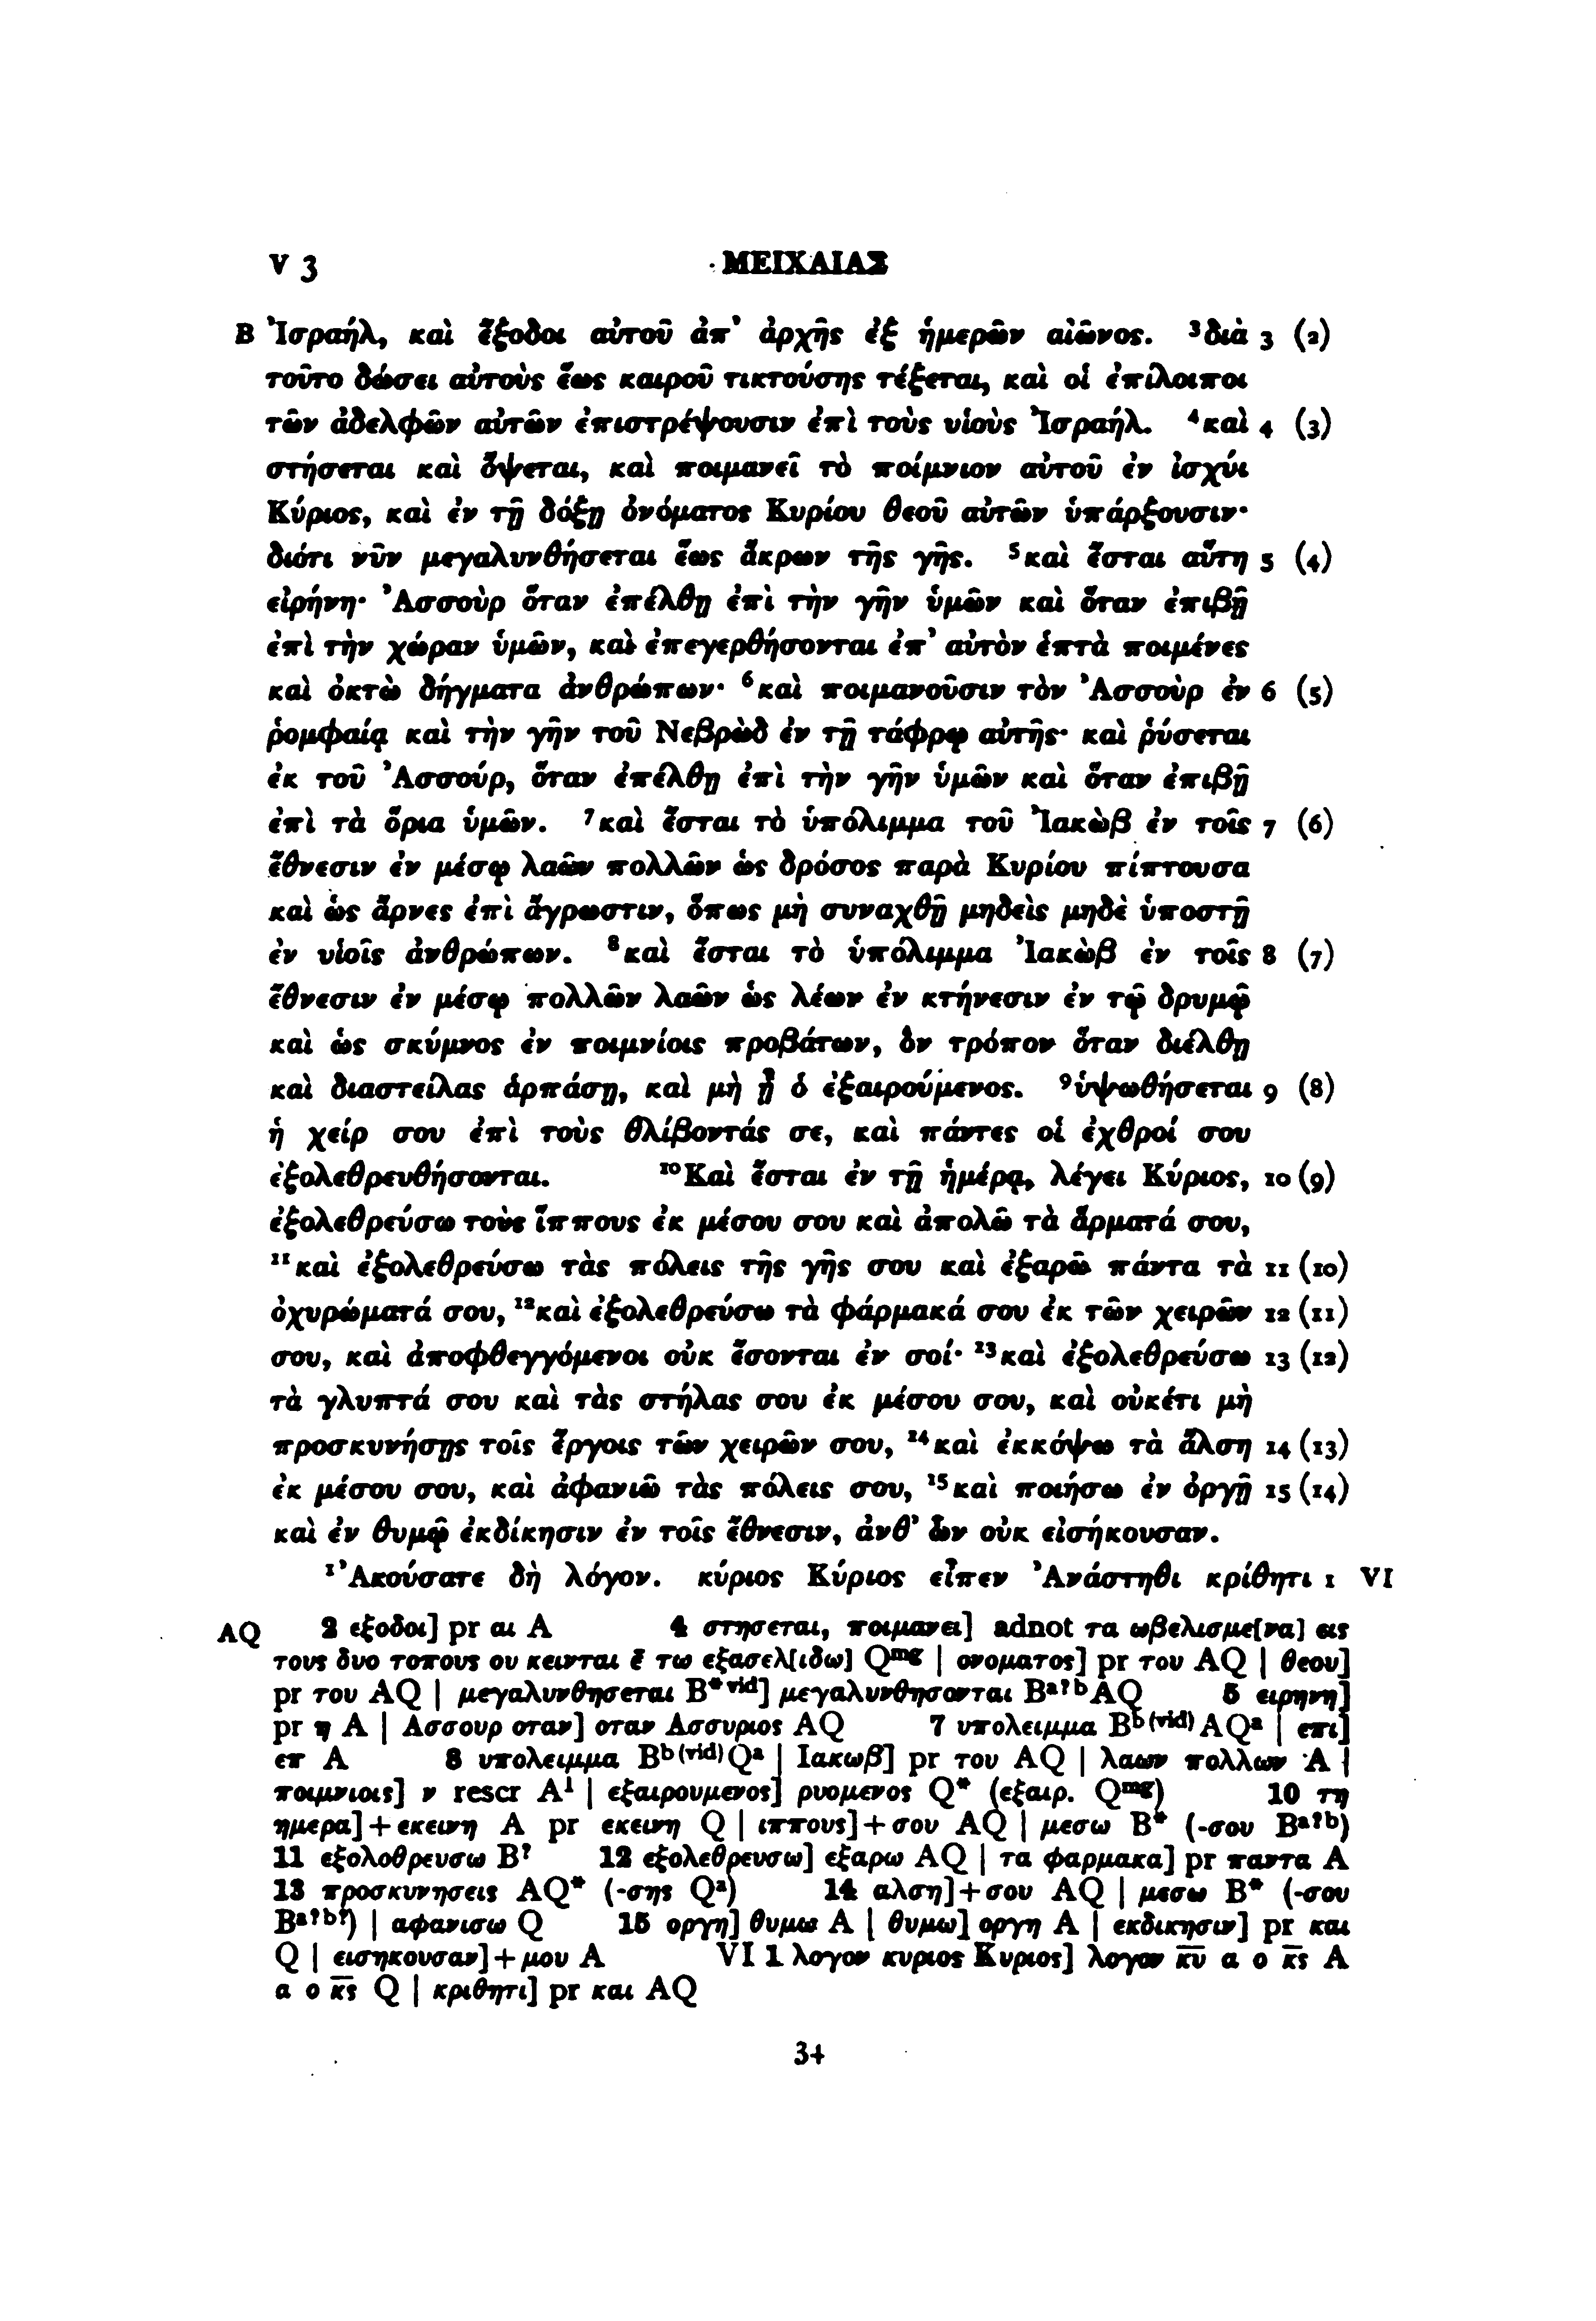 V 3 ΜΕΙΧΑΙΑΣ
B Ἰσραήλ, καὶ ἔξοδοι αὐτοῦ ἀπ᾽ ἀρχῆς ἐξ ἡμερῶν αἰῶνος. ³διὰ 3 (2)
τοῦτο δώσει αὐτοὺς ἕως καιροῦ τικτούσης τέξεται, καὶ οἱ ἐπίλοιποι
τῶν ἀδελφῶν αὐτῶν ἐπιστρέψουσιν ἐπὶ τοὺς υἱοὺς Ἰσραήλ. ⁴καὶ 4 (3)
στήσεται καὶ ὄψεται, καὶ ποιμανεῖ τὸ ποίμνιον αὐτοῦ ἐν ἰσχύι
Κύριος, καὶ ἐν τῇ δόξῃ ὀνόματος Κυρίου θεοῦ αὐτῶν ὑπάρξουσιν·
διότι νῦν μεγαλυνθήσεται ἕως ἄκρων τῆς γῆς. ⁵καὶ ἔσται αὕτη 5 (4)
εἰρήνη· Ἀσσοὺρ ὅταν ἐπέλθῃ ἐπὶ τὴν γῆν ὑμῶν καὶ ὅταν ἐπιβῇ
ἐπὶ τὴν χώραν ὑμῶν, καὶ ἐπεγερθήσονται ἐπ᾽ αὐτὸν ἑπτὰ ποιμένες
καὶ ὀκτὼ δήγματα ἀνθρώπων· ⁶καὶ ποιμανοῦσιν τὸν Ἀσσοὺρ ἐν 6 (5)
ῥομφαίᾳ καὶ τὴν γῆν τοῦ Νεβρὼδ ἐν τῇ τάφρῳ αὐτῆς· καὶ ῥύσεται
ἐκ τοῦ Ἀσσούρ, ὅταν ἐπέλθῃ ἐπὶ τὴν γῆν ὑμῶν καὶ ὅταν ἐπιβῇ
ἐπὶ τὰ ὅρια ὑμῶν. ⁷καὶ ἔσται τὸ ὑπόλιμμα τοῦ Ἰακὼβ ἐν τοῖς 7 (6)
ἔθνεσιν ἐν μέσῳ λαῶν πολλῶν ὡς δρόσος παρὰ Κυρίου πίπτουσα
καὶ ὡς ἄρνες ἐπὶ ἄγρωστιν, ὅπως μὴ συναχθῇ μηδεὶς μηδὲ ὑποστῇ
ἐν υἱοῖς ἀνθρώπων. ⁸καὶ ἔσται τὸ ὑπόλιμμα Ἰακὼβ ἐν τοῖς 8 (7)
ἔθνεσιν ἐν μέσῳ πολλῶν λαῶν ὡς λέων ἐν κτήνεσιν ἐν τῷ δρυμῷ
καὶ ὡς σκύμνος ἐν ποιμνίοις προβάτων, ὃν τρόπον ὅταν διέλθῃ
καὶ διαστείλας ἁρπάσῃ, καὶ μὴ ᾖ ὁ ἐξαιρούμενος. ⁹ὑψωθήσεται 9 (8)
ἡ χείρ σου ἐπὶ τοὺς θλίβοντάς σε, καὶ πάντες οἱ ἐχθροί σου
ἐξολεθρευθήσονται. ¹⁰Καὶ ἔσται ἐν τῇ ἡμέρᾳ, λέγει Κύριος, 10 (9)
ἐξολεθρεύσω τοὺς ἵππους ἐκ μέσου σου καὶ ἀπολῶ τὰ ἅρματά σου,
¹¹καὶ ἐξολεθρεύσω τὰς πόλεις τῆς γῆς σου καὶ ἐξαρῶ πάντα τὰ 11 (10)
ὀχυρώματά σου, ¹²καὶ ἐξολεθρεύσω τὰ φάρμακά σου ἐκ τῶν χειρῶν 12 (11)
σου, καὶ ἀποφθεγγόμενοι οὐκ ἔσονται ἐν σοί· ¹³καὶ ἐξολεθρεύσω 13 (12)
τὰ γλυπτά σου καὶ τὰς στήλας σου ἐκ μέσου σου, καὶ οὐκέτι μὴ
προσκυνήσῃς τοῖς ἔργοις τῶν χειρῶν σου, ¹⁴καὶ ἐκκόψω τὰ ἄλση 14 (13)
ἐκ μέσου σου, καὶ ἀφανιῶ τὰς πόλεις σου, ¹⁵καὶ ποιήσω ἐν ὀργῇ 15 (14)
καὶ ἐν θυμῷ ἐκδίκησιν ἐν τοῖς ἔθνεσιν, ἀνθ᾽ ὧν οὐκ εἰσήκουσαν.
¹Ἀκούσατε δὴ λόγον. κύριος Κύριος εἶπεν Ἀνάστηθι κρίθητι 1 VI
AQ 2 εξοδοι] pr αι A 4 στησεται, ποιμανει] adnot τα ωβελισμε[να] εις
τους δυο τοπους ου κεινται ε̄ τω εξασελ[ιδω] Qᵐᵍ | ονοματος] pr του AQ | θεου]
pr του AQ | μεγαλυνθησεται B*ᵛⁱᵈ] μεγαλυνθησονται Bᵃ?ᵇAQ 5 ειρηνη]
pr η A | Ασσουρ οταν] οταν Ασσυριος AQ 7 υπολειμμα Bᵇ⁽ᵛⁱᵈ⁾AQᵃ | επι]
επ A 8 υπολειμμα Bᵇ⁽ᵛⁱᵈ⁾Qᵃ | Ιακωβ] pr του AQ | λαων πολλων A |
ποιμνιοις] ν rescr A¹ | εξαιρουμενος] ρυομενος Q* (εξαιρ. Qᵐᵍ) 10 τη
ημερα]+εκεινη A pr εκεινη Q | ιππους]+σου AQ | μεσω B* (-σου Bᵃ?ᵇ)
11 εξολοθρευσω B? 12 εξολεθρευσω] εξαρω AQ | τα φαρμακα] pr παντα A
13 προσκυνησεις AQ* (-σης Qᵃ) 14 αλση]+σου AQ | μεσω B* (-σου
Bᵃ?ᵇ?) | αφανισω Q 15 οργη] θυμω A | θυμω] οργη A | εκδικησιν] pr και
Q | εισηκουσαν]+μου A VI 1 λογον κυριος Κυριος] λογον κ̅υ̅ α ο κ̅ς̅ A
α ο κ̅ς̅ Q | κριθητι] pr και AQ
34